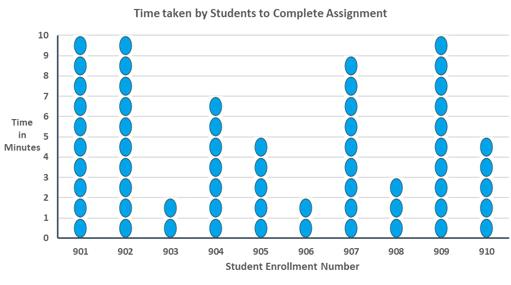 Time taken by Students to Complete Assignment
10
9
8
7
6
5
4
3
2
1
0
Time
in
Minutes
901 902 903 904 905 906 907 908 909 910
Student Enrollment Number